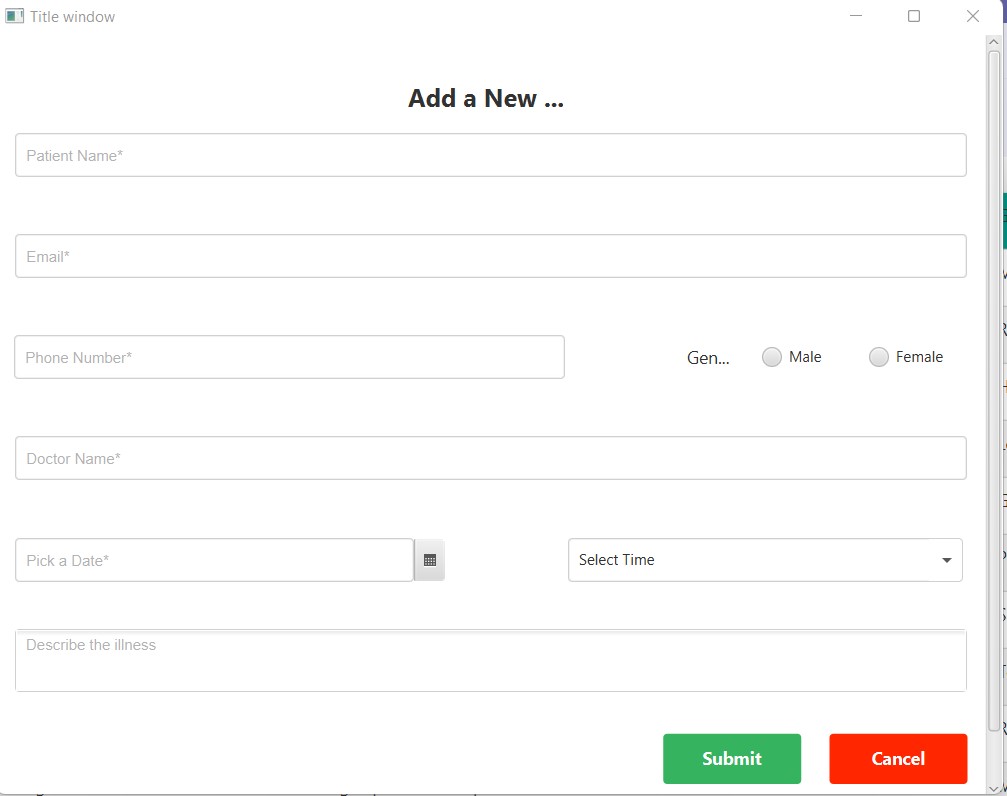 Title window
Add a New ...
Patient Name*
Email*
Phone Number* Gen... Male Female
Doctor Name*
Pick a Date* Select Time
Describe the illness
Submit Cancel